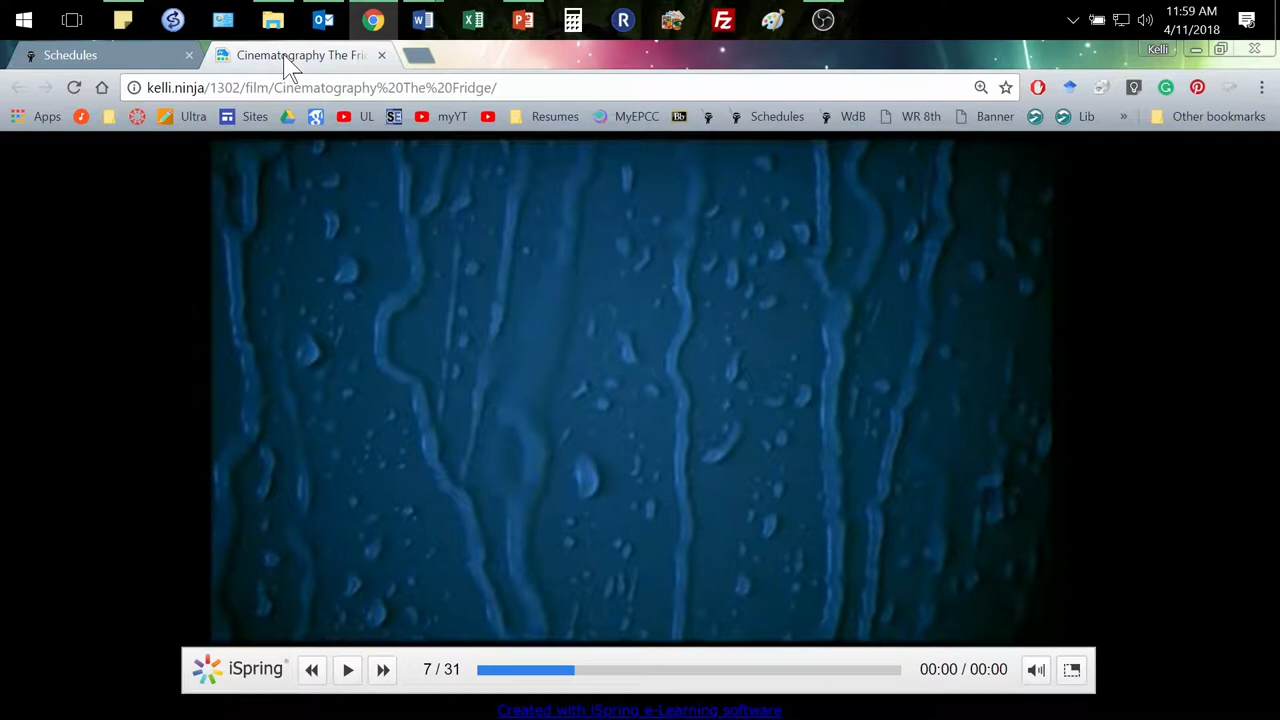 11:59 AM
4/11/2018
Schedules
Cinematography The Fri
Kelli
kelli.ninja/1302/film/Cinematography%20The%20Fridge/
Apps Ultra Sites UL SE myYT Resumes MyEPCC Bb Schedules WdB WR 8th Banner Lib » Other bookmarks
iSpring 7 / 31 00:00 / 00:00
Created with iSpring e-Learning software